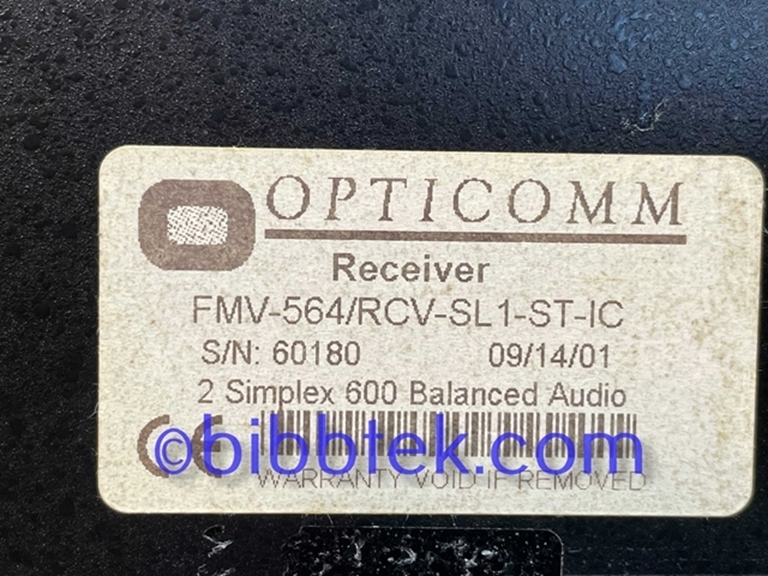 OPTICOMM
Receiver
FMV-564/RCV-SL1-ST-IC
S/N: 60180 09/14/01
2 Simplex 600 Balanced Audio
CE
©bibbtek.com
WARRANTY VOID IF REMOVED